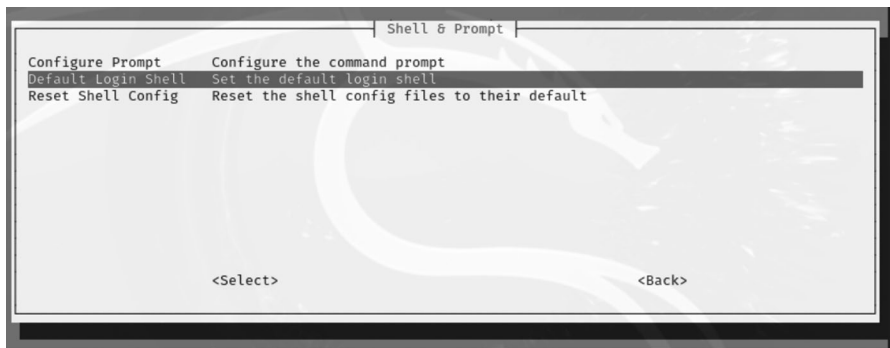 Shell & Prompt
Configure Prompt Configure the command prompt
Default Login Shell Set the default login shell
Reset Shell Config Reset the shell config files to their default
<Select> <Back>